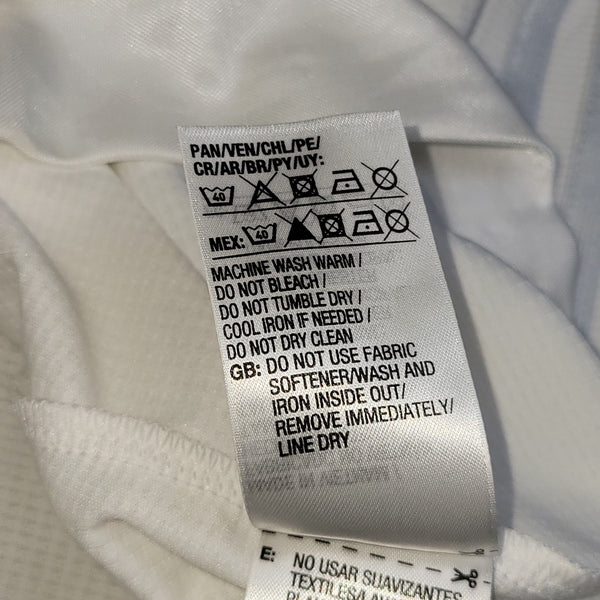 PAN/VEN/CHL/PE/
CR/AR/BR/PY/UY:
40
MEX: 40
MACHINE WASH WARM /
DO NOT BLEACH /
DO NOT TUMBLE DRY /
COOL IRON IF NEEDED /
DO NOT DRY CLEAN
GB: DO NOT USE FABRIC
SOFTENER/WASH AND
IRON INSIDE OUT/
REMOVE IMMEDIATELY/
LINE DRY
E: NO USAR SUAVIZANTES